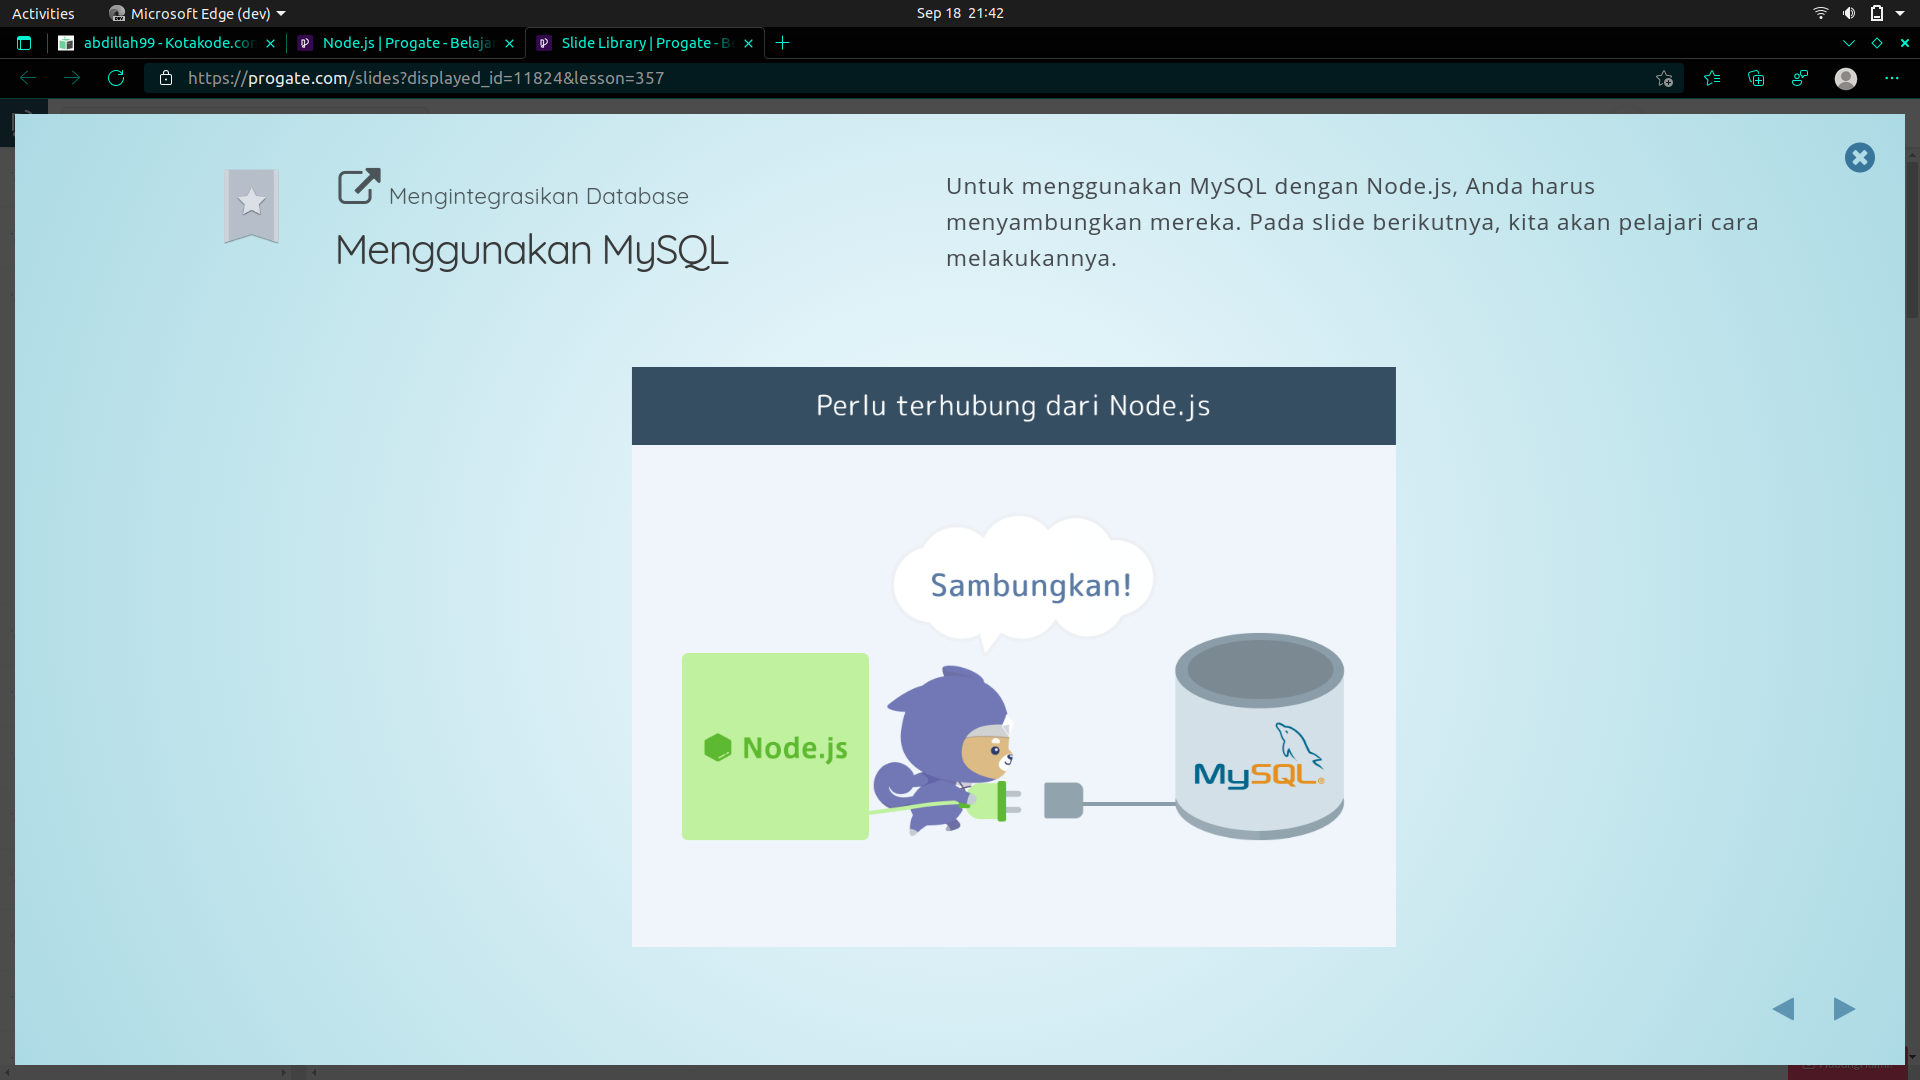 Activities
Microsoft Edge (dev)
Sep 18 21:42
abdillah99 - Kotakode.com
Node.js | Progate - Belaja
Slide Library | Progate - B
https://progate.com/slides?displayed_id=11824&lesson=357
Mengintegrasikan Database
Menggunakan MySQL
Untuk menggunakan MySQL dengan Node.js, Anda harus
menyambungkan mereka. Pada slide berikutnya, kita akan pelajari cara
melakukannya.
Perlu terhubung dari Node.js
Sambungkan!
Node.js
MySQL